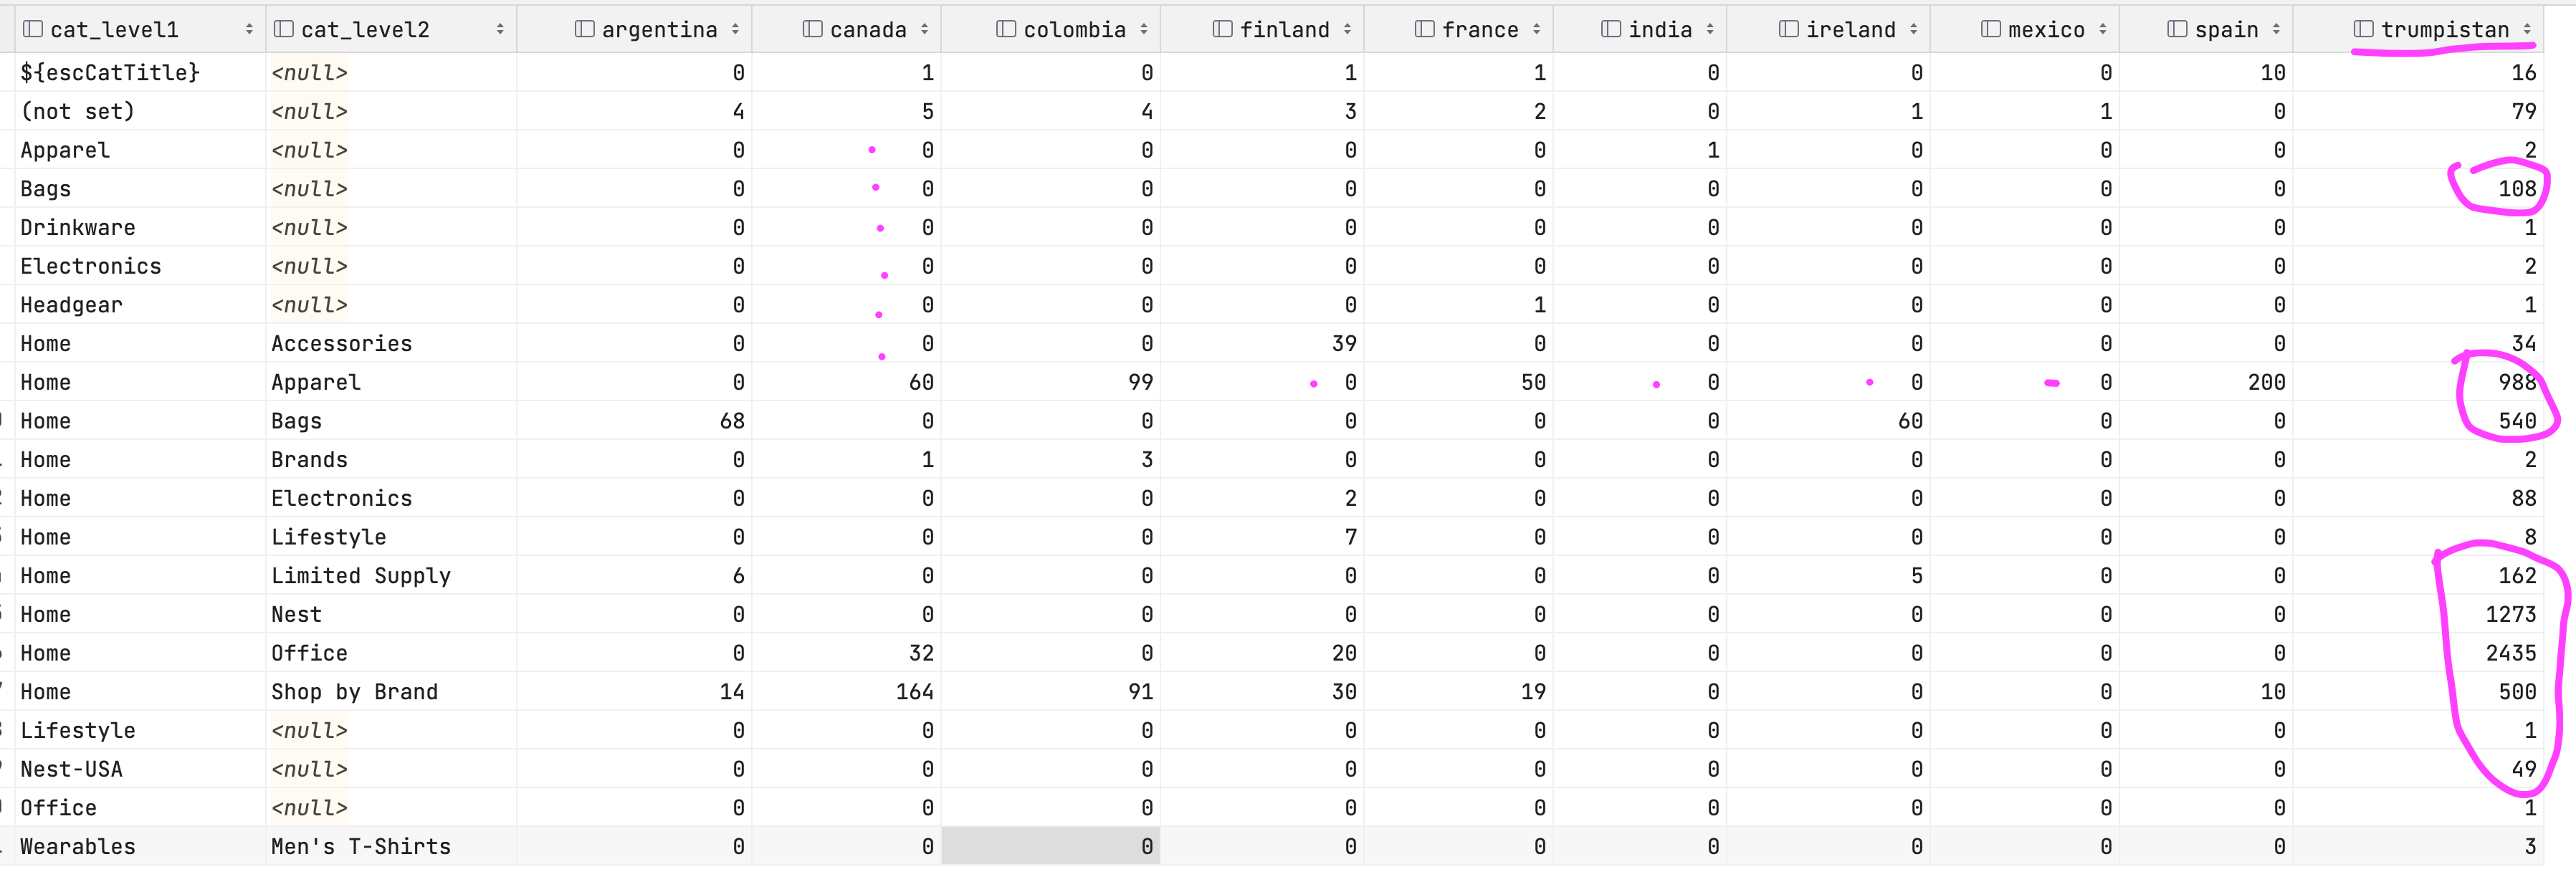 cat_level1 cat_level2 argentina canada colombia finland france india ireland mexico spain trumpistan
${escCatTitle} <null> 0 1 0 1 1 0 0 0 10 16
(not set) <null> 4 5 4 3 2 0 1 1 0 79
Apparel <null> 0 0 0 0 0 1 0 0 0 2
Bags <null> 0 0 0 0 0 0 0 0 0 108
Drinkware <null> 0 0 0 0 0 0 0 0 0 1
Electronics <null> 0 0 0 0 0 0 0 0 0 2
Headgear <null> 0 0 0 0 1 0 0 0 0 1
Home Accessories 0 0 0 39 0 0 0 0 0 34
Home Apparel 0 60 99 0 50 0 0 0 200 988
Home Bags 68 0 0 0 0 0 60 0 0 540
Home Brands 0 1 3 0 0 0 0 0 0 2
Home Electronics 0 0 0 2 0 0 0 0 0 88
Home Lifestyle 0 0 0 7 0 0 0 0 0 8
Home Limited Supply 6 0 0 0 0 0 5 0 0 162
Home Nest 0 0 0 0 0 0 0 0 0 1273
Home Office 0 32 0 20 0 0 0 0 0 2435
Home Shop by Brand 14 164 91 30 19 0 0 0 10 500
Lifestyle <null> 0 0 0 0 0 0 0 0 0 1
Nest-USA <null> 0 0 0 0 0 0 0 0 0 49
Office <null> 0 0 0 0 0 0 0 0 0 1
Wearables Men's T-Shirts 0 0 0 0 0 0 0 0 0 3